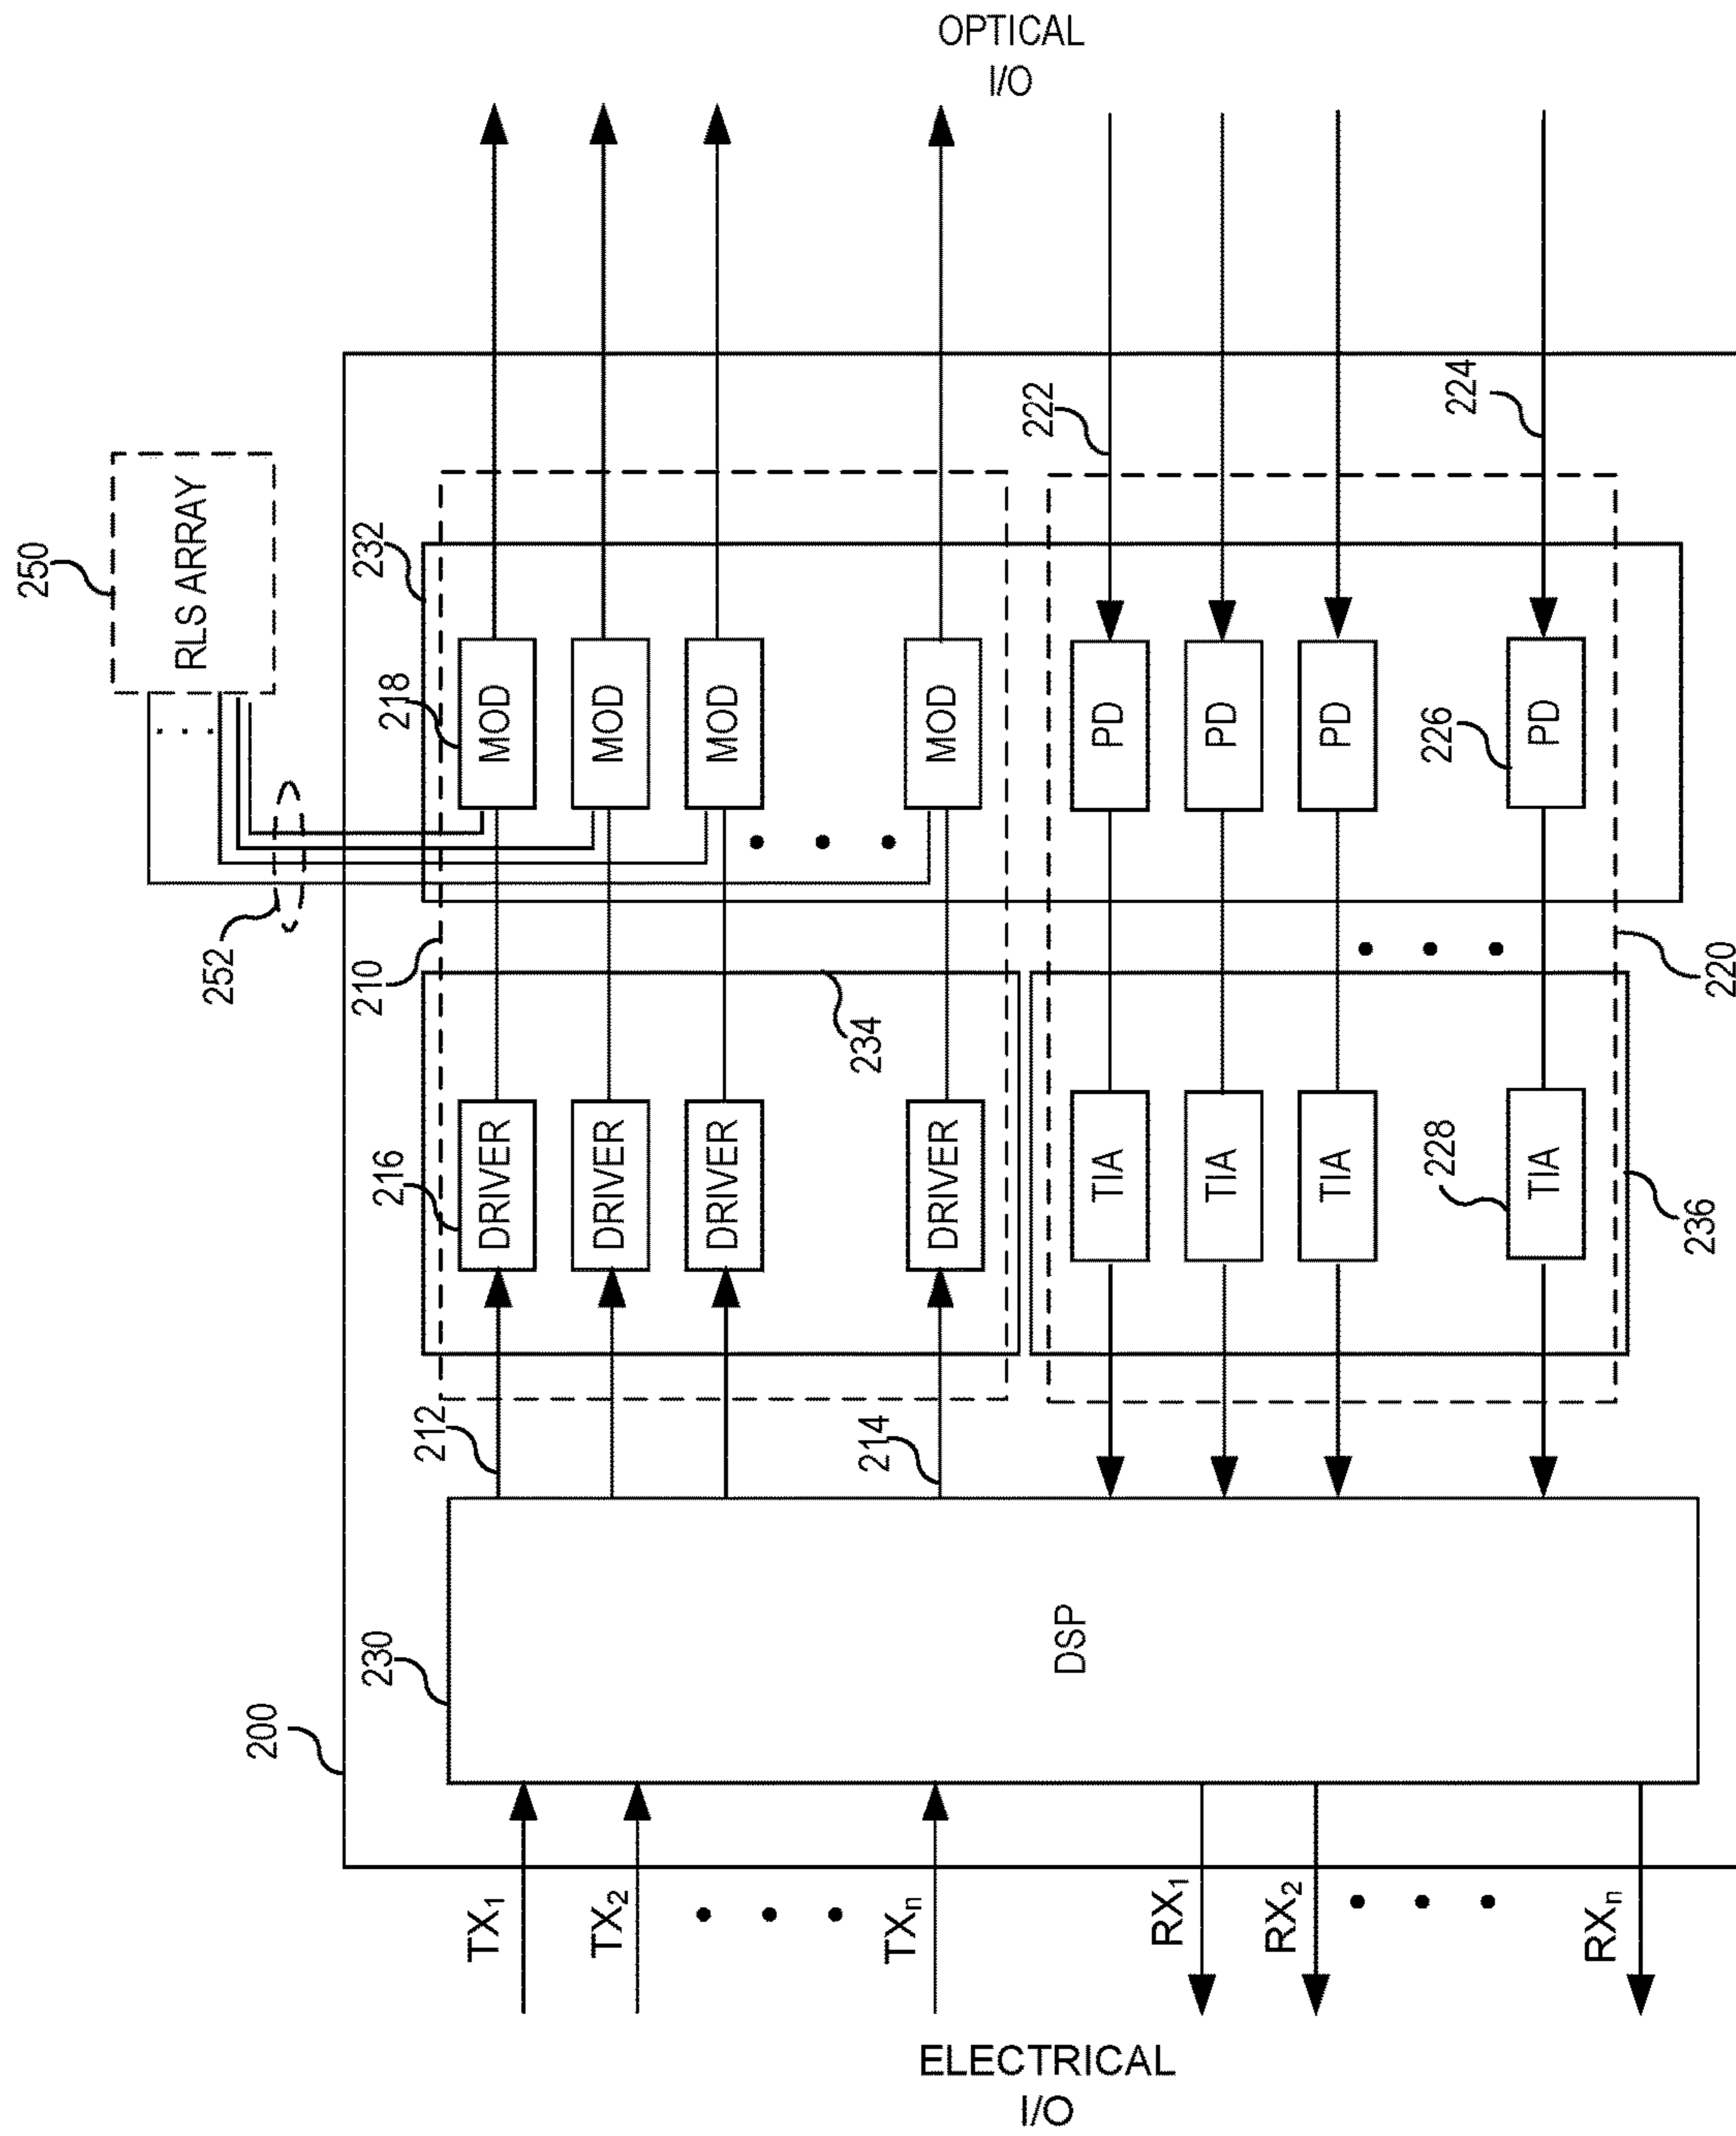 OPTICAL
I/O
250
RLS ARRAY
232
222
224
218
MOD
MOD
MOD
MOD
PD
PD
PD
226
PD
252
210
234
220
216
DRIVER
DRIVER
DRIVER
DRIVER
TIA
TIA
TIA
228
TIA
236
212
214
230
DSP
200
TX1
TX2
TXn
RX1
RX2
RXn
ELECTRICAL
I/O